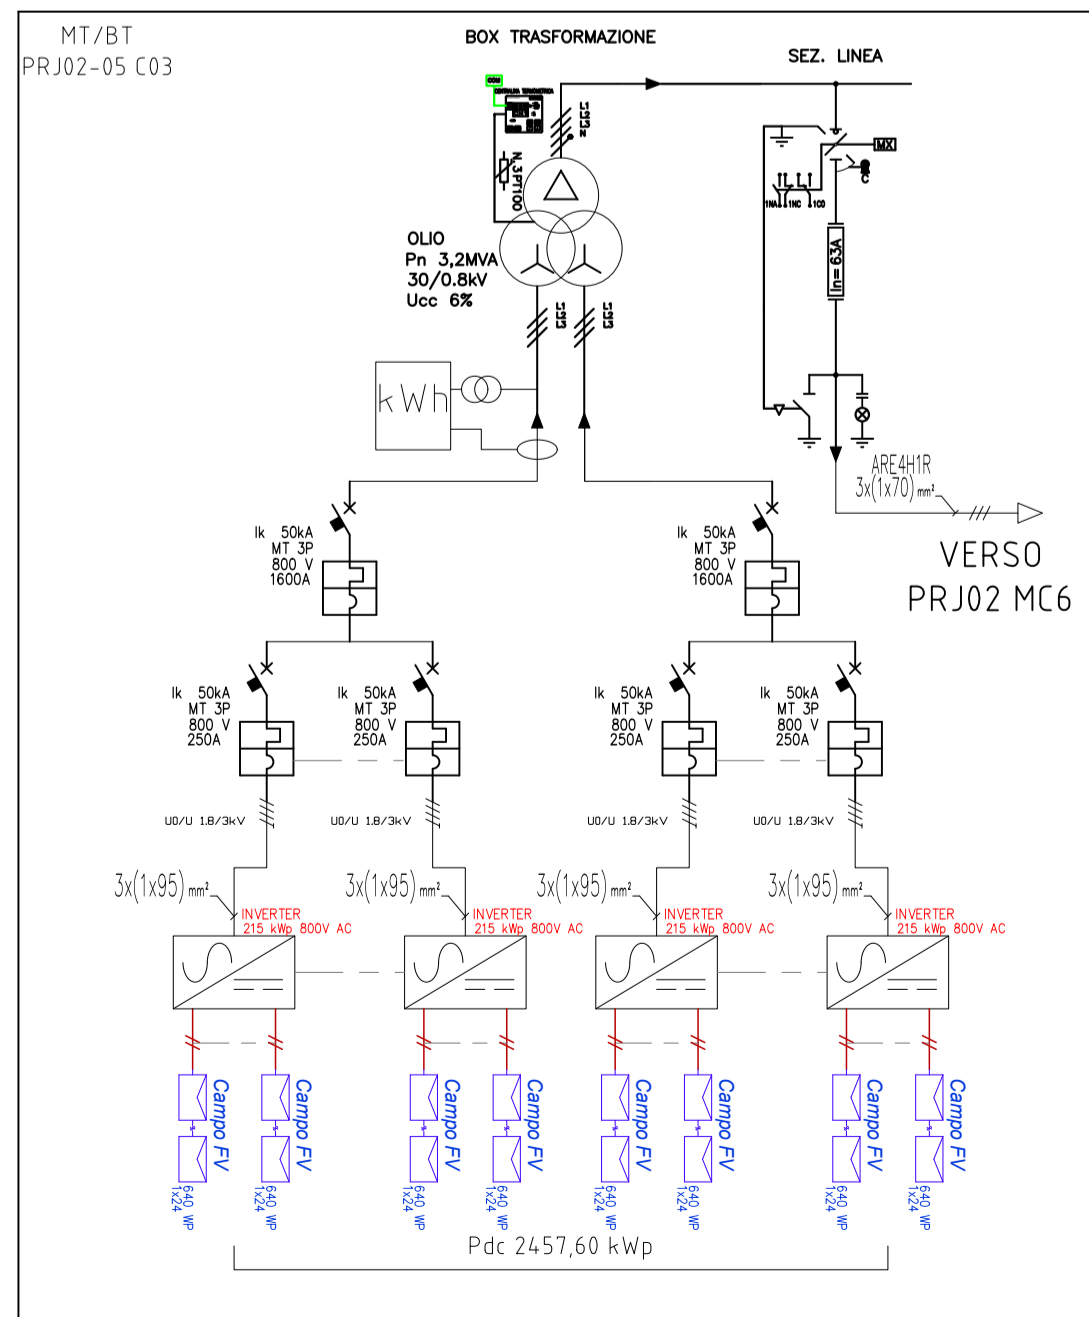 MT/BT
PRJ02-05 C03
BOX TRASFORMAZIONE
SEZ. LINEA
COM
CENTRALINA TERMOMETRICA
N.3PT100
OLIO
Pn 3,2MVA
30/0.8kV
Ucc 6%
MX
C
1NA
1NC
1CO
In= 63A
kWh
ARE4H1R
3x(1x70) mm²
VERSO
PRJ02 MC6
Ik 50kA
MT 3P
800 V
1600A
Ik 50kA
MT 3P
800 V
1600A
Ik 50kA
MT 3P
800 V
250A
Ik 50kA
MT 3P
800 V
250A
Ik 50kA
MT 3P
800 V
250A
Ik 50kA
MT 3P
800 V
250A
U0/U 1.8/3kV
U0/U 1.8/3kV
U0/U 1.8/3kV
U0/U 1.8/3kV
3x(1x95) mm²
3x(1x95) mm²
3x(1x95) mm²
3x(1x95) mm²
INVERTER
215 kWp 800V AC
INVERTER
215 kWp 800V AC
INVERTER
215 kWp 800V AC
INVERTER
215 kWp 800V AC
Campo FV
Campo FV
Campo FV
Campo FV
Campo FV
Campo FV
Campo FV
Campo FV
640 WP
1x24
640 WP
1x24
640 WP
1x24
640 WP
1x24
640 WP
1x24
640 WP
1x24
640 WP
1x24
640 WP
1x24
Pdc 2457,60 kWp